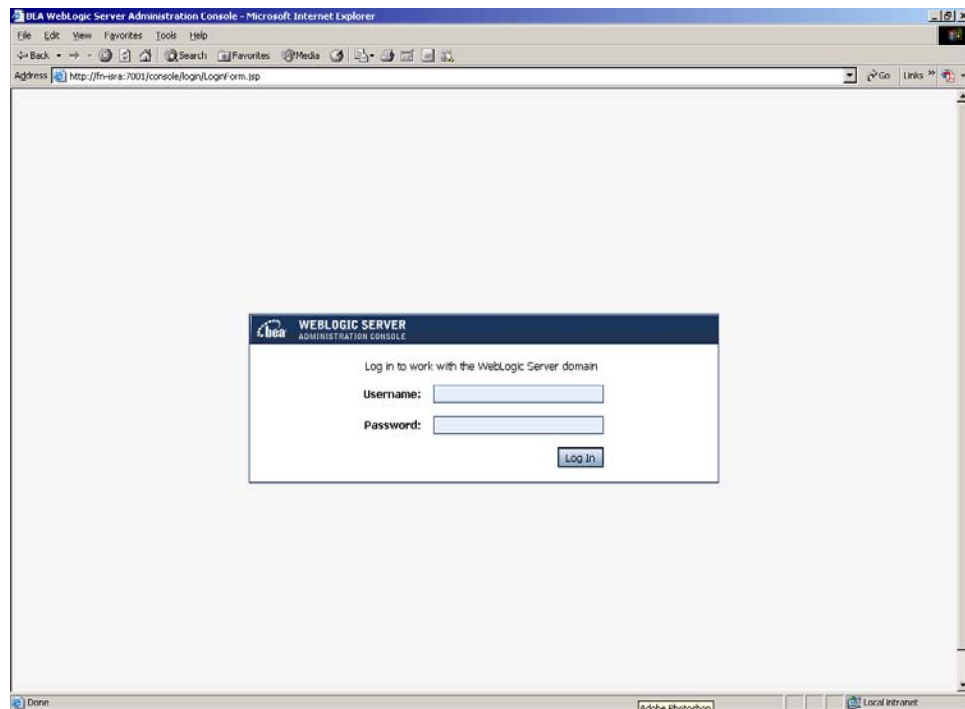 BEA WebLogic Server Administration Console - Microsoft Internet Explorer
File Edit View Favorites Tools Help
Back Search Favorites Media
Address http://fn-isra:7001/console/login/LoginForm.jsp Go Links »
bea WEBLOGIC SERVER
ADMINISTRATION CONSOLE
Log in to work with the WebLogic Server domain
Username:
Password:
Log In
Done Adobe Photoshop Local intranet